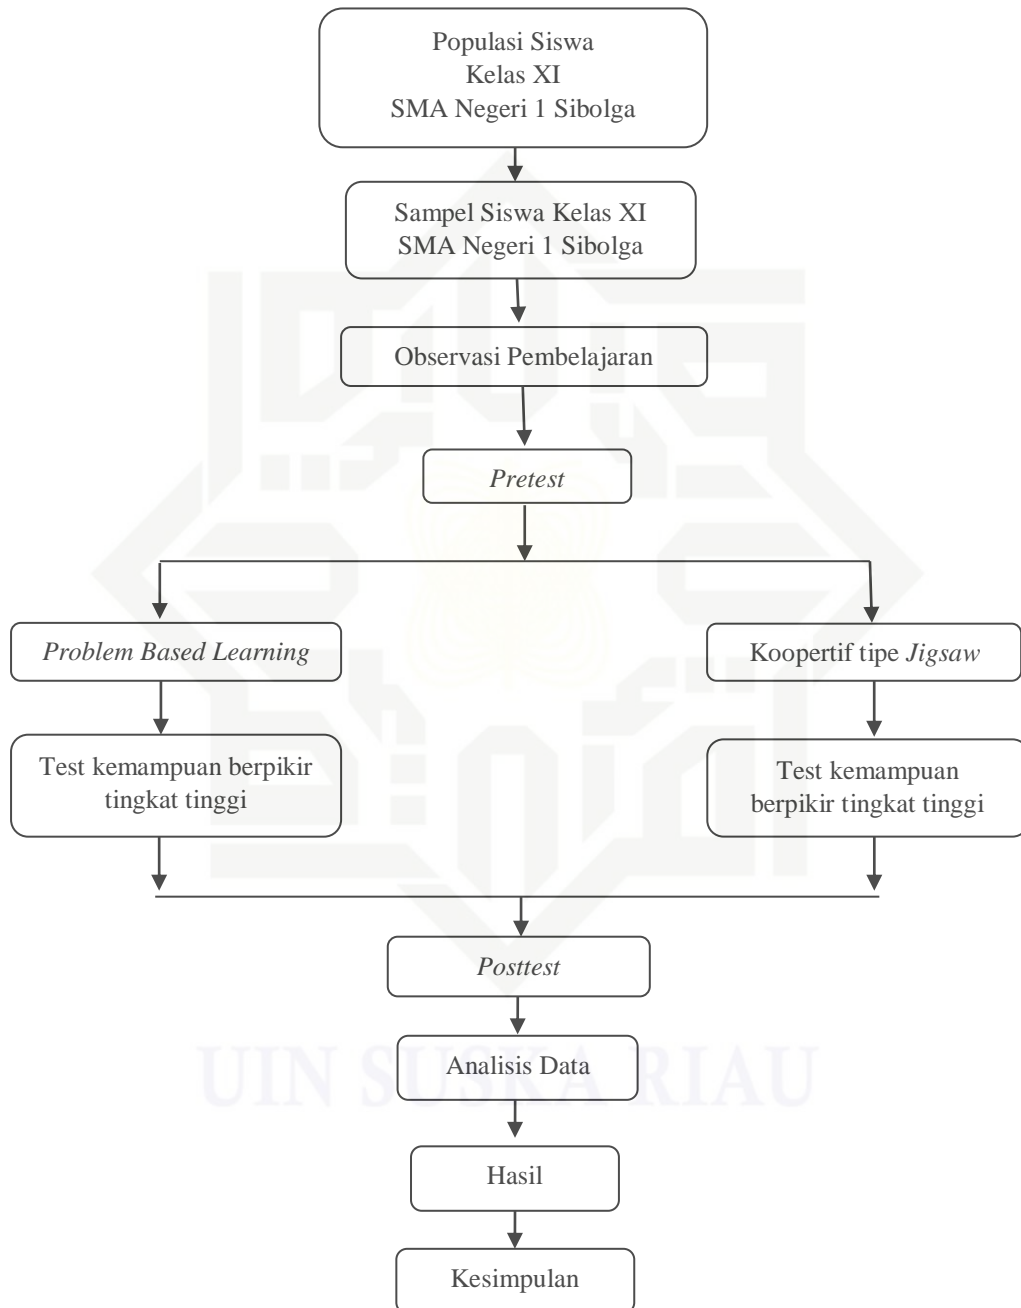 Populasi Siswa
Kelas XI
SMA Negeri 1 Sibolga
Sampel Siswa Kelas XI
SMA Negeri 1 Sibolga
Observasi Pembelajaran
Pretest
Problem Based Learning
Koopertif tipe Jigsaw
Test kemampuan berpikir
tingkat tinggi
Test kemampuan
berpikir tingkat tinggi
Posttest
Analisis Data
UIN SUSKA RIAU
Hasil
Kesimpulan